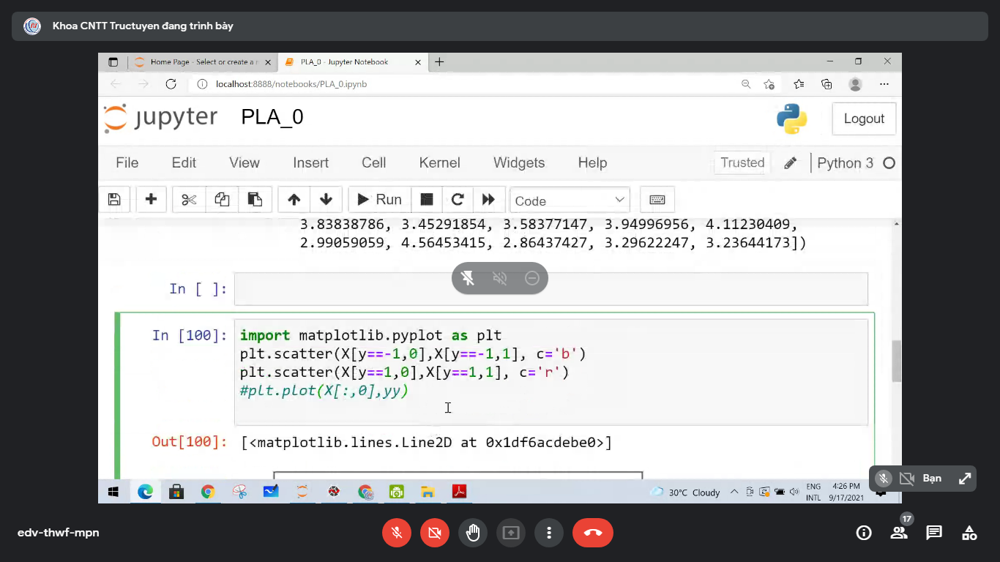 Khoa CNTT Tructuyen đang trình bày
Home Page - Select or create a n
PLA_0 - Jupyter Notebook
localhost:8888/notebooks/PLA_0.ipynb
jupyter PLA_0 Logout
File Edit View Insert Cell Kernel Widgets Help Trusted Python 3
Run Code
3.83838786, 3.45291854, 3.58377147, 3.94996956, 4.11230409,
2.99059059, 4.56453415, 2.86437427, 3.29622247, 3.23644173])
In [ ]:
In [100]: import matplotlib.pyplot as plt
plt.scatter(X[y==-1,0],X[y==-1,1], c='b')
plt.scatter(X[y==1,0],X[y==1,1], c='r')
#plt.plot(X[:,0],yy)
Out[100]: [<matplotlib.lines.Line2D at 0x1df6acdebe0>]
Bạn
30°C Cloudy
ENG
INTL
4:26 PM
9/17/2021
edv-thwf-mpn
17